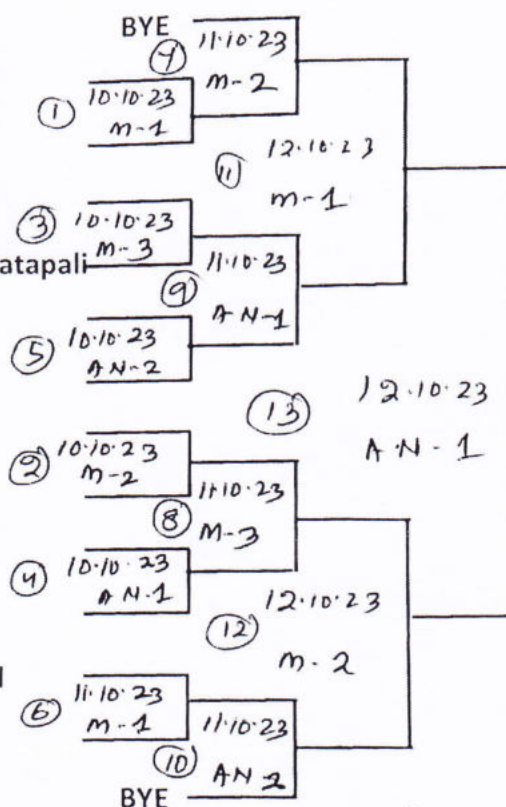 BYE
4 11.10.23
M-2
1 10.10.23
M-1
11 12.10.23
M-1
3 10.10.23
M-3
atapali
9 11.10.23
AN-1
5 10.10.23
AN-2
13 12.10.23
AN-1
2 10.10.23
M-2
8 11.10.23
M-3
4 10.10.23
AN-1
12 12.10.23
M-2
6 11.10.23
M-1
10 11.10.23
AN-2
BYE